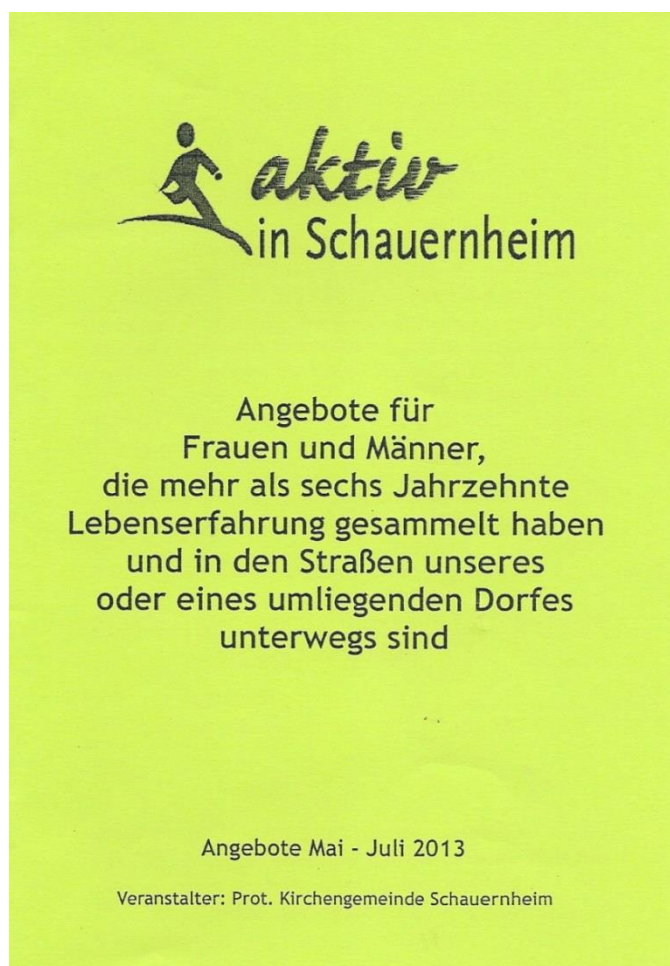 aktiv
in Schauernheim
Angebote für
Frauen und Männer,
die mehr als sechs Jahrzehnte
Lebenserfahrung gesammelt haben
und in den Straßen unseres
oder eines umliegenden Dorfes
unterwegs sind
Angebote Mai - Juli 2013
Veranstalter: Prot. Kirchengemeinde Schauernheim